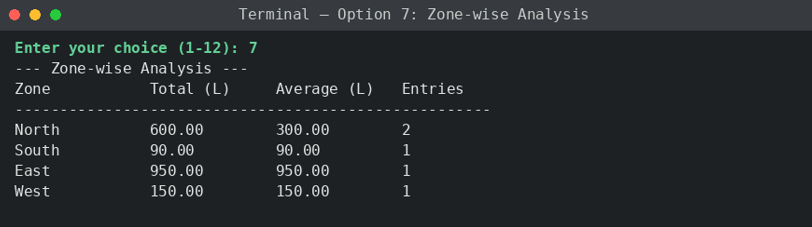 Terminal — Option 7: Zone-wise Analysis
Enter your choice (1-12): 7
--- Zone-wise Analysis ---
Zone Total (L) Average (L) Entries
-----------------------------------------------------
North 600.00 300.00 2
South 90.00 90.00 1
East 950.00 950.00 1
West 150.00 150.00 1